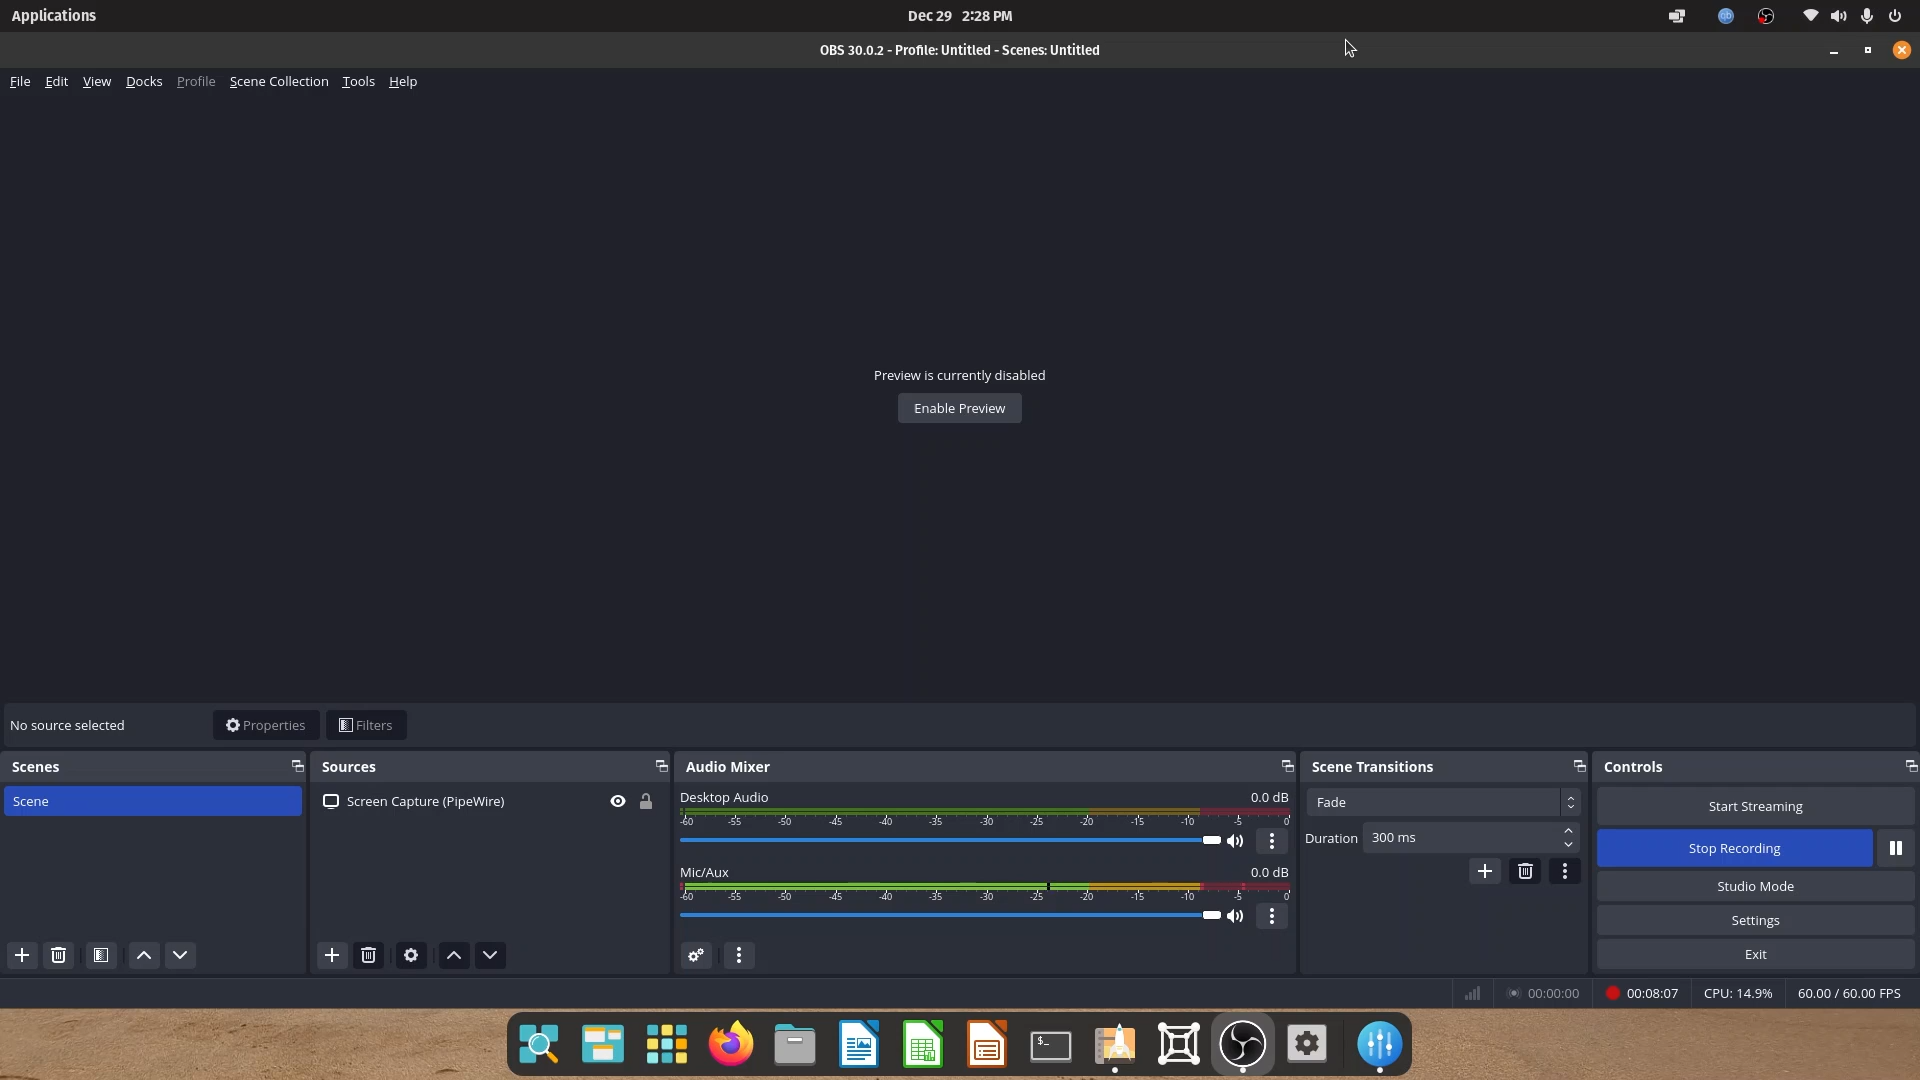 Applications
Dec 29 2:28 PM
OBS 30.0.2 - Profile: Untitled - Scenes: Untitled
File Edit View Docks Profile Scene Collection Tools Help
Preview is currently disabled
Enable Preview
No source selected
Properties
Filters
Scenes
Scene
Sources
Screen Capture (PipeWire)
Audio Mixer
Desktop Audio 0.0 dB
-60 -55 -50 -45 -40 -35 -30 -25 -20 -15 -10 -5 0
Mic/Aux 0.0 dB
-60 -55 -50 -45 -40 -35 -30 -25 -20 -15 -10 -5 0
Scene Transitions
Fade
Duration 300 ms
Controls
Start Streaming
Stop Recording
Studio Mode
Settings
Exit
00:00:00 00:08:07 CPU: 14.9% 60.00 / 60.00 FPS
$_